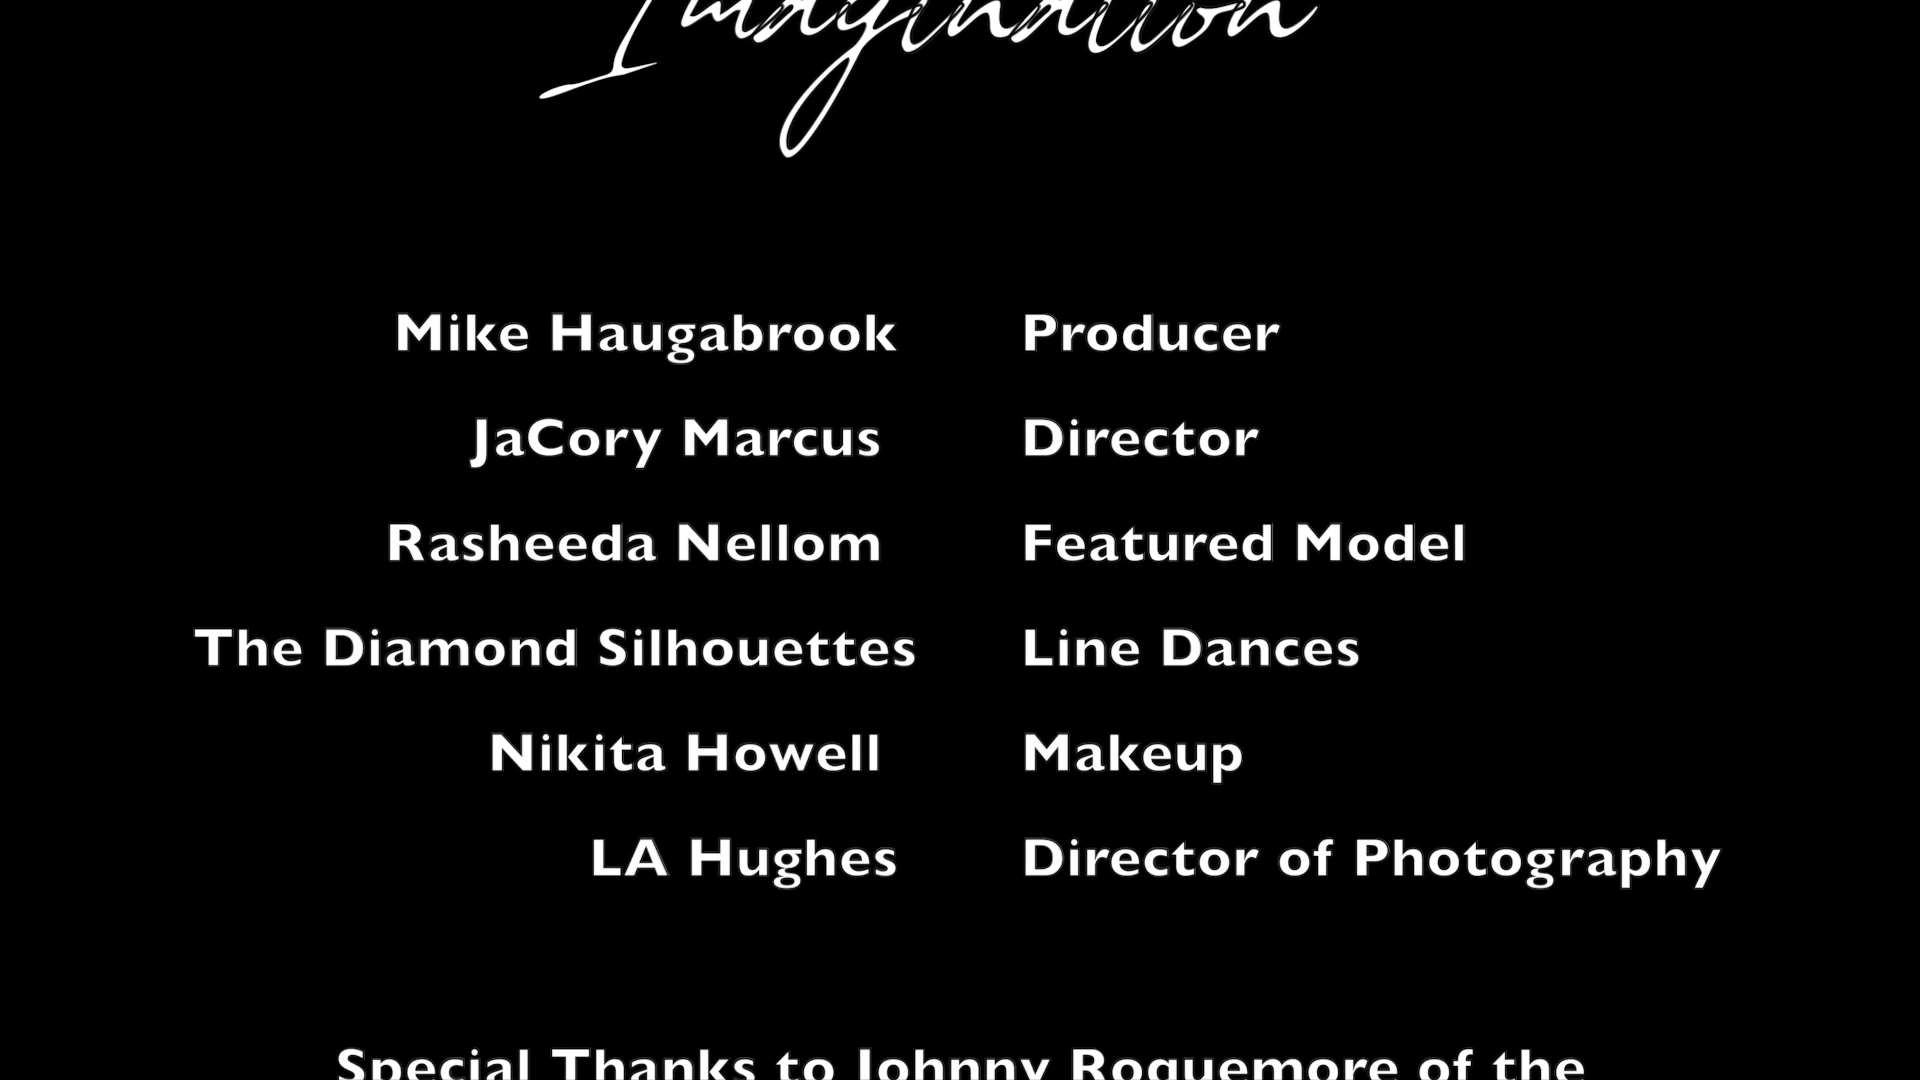 Imagination
Mike Haugabrook Producer
JaCory Marcus Director
Rasheeda Nellom Featured Model
The Diamond Silhouettes Line Dances
Nikita Howell Makeup
LA Hughes Director of Photography
Special Thanks to Johnny Roquemore of the